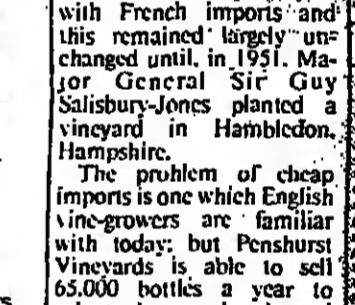 with French imports and
this remained largely un-
changed until, in 1951, Ma-
jor General Sir Guy
Salisbury-Jones planted a
vineyard in Hambledon,
Hampshire.
The problem of cheap
imports is one which English
vine-growers are familiar
with today; but Penshurst
Vineyards is able to sell
65,000 bottles a year to